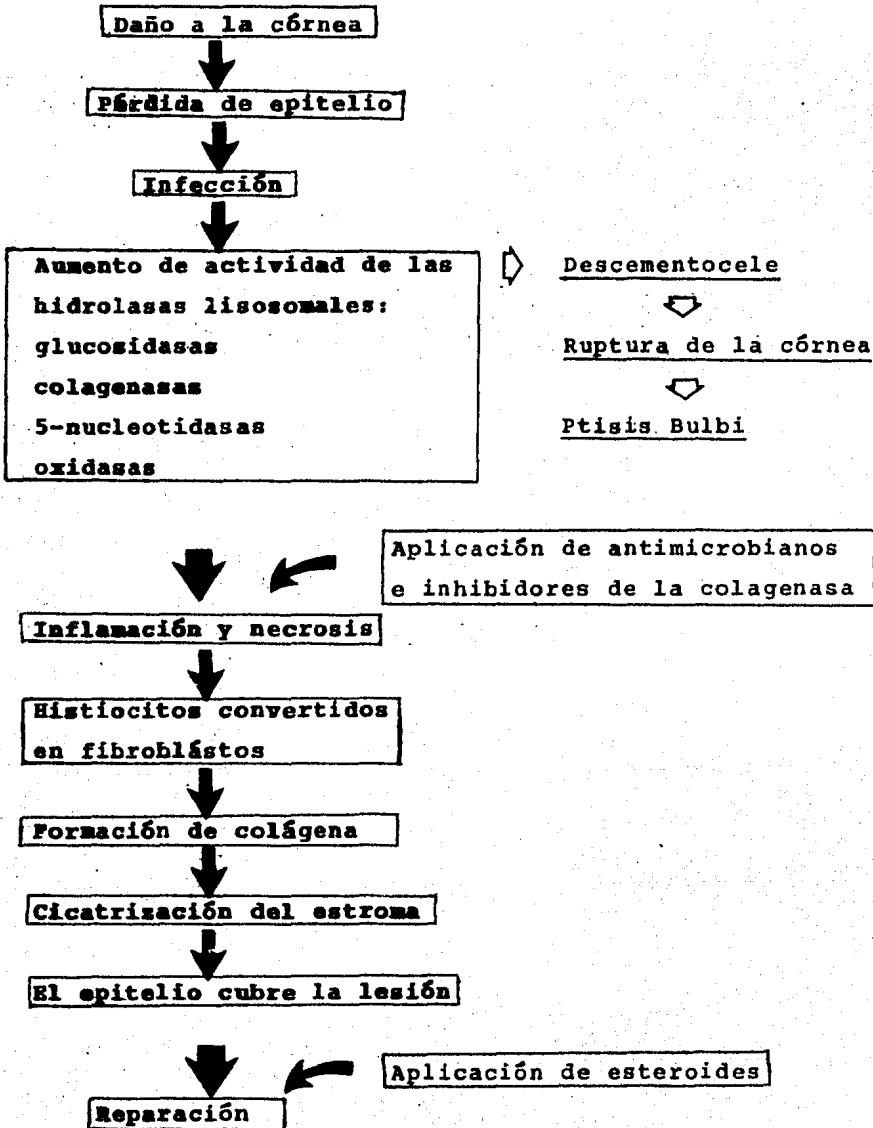 Daño a la córnea
Pérdida de epitelio
Infección
Aumento de actividad de las
hidrolasas lisosomales:
glucosidasas
colagenasas
5-nucleotidasas
oxidasas
Descementocele
Ruptura de la córnea
Ptisis Bulbi
Aplicación de antimicrobianos
e inhibidores de la colagenasa
Inflamación y necrosis
Histiocitos convertidos
en fibroblástos
Formación de colágena
Cicatrización del estroma
El epitelio cubre la lesión
Aplicación de esteroides
Reparación